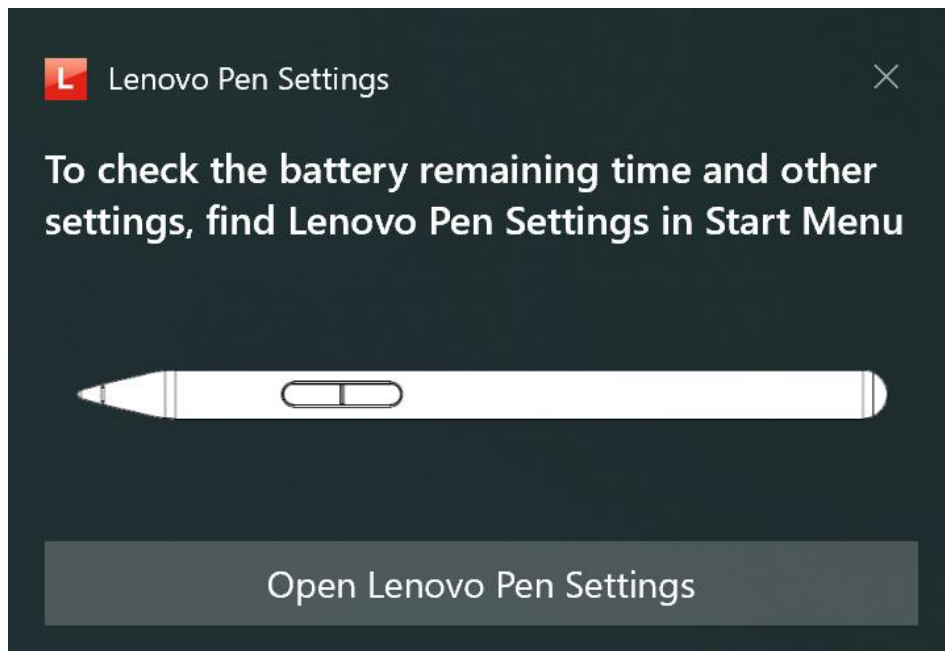 L Lenovo Pen Settings
To check the battery remaining time and other
settings, find Lenovo Pen Settings in Start Menu
Open Lenovo Pen Settings